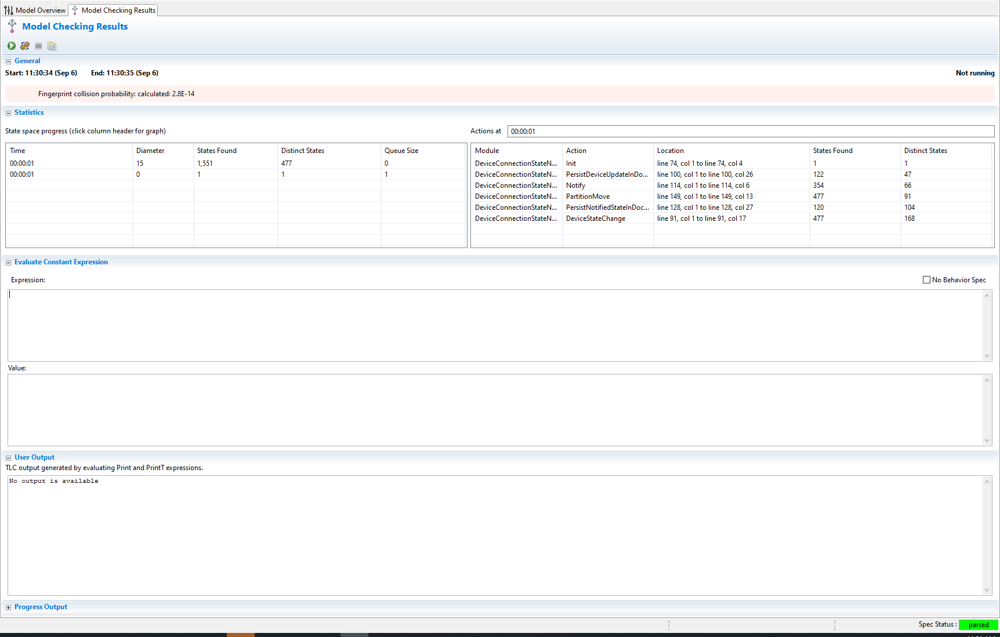 Model Overview Model Checking Results
Model Checking Results
General
Start: 11:30:34 (Sep 6) End: 11:30:35 (Sep 6) Not running
Fingerprint collision probability: calculated: 2.8E-14
Statistics
State space progress (click column header for graph)
Time Diameter States Found Distinct States Queue Size
00:00:01 15 1,551 477 0
00:00:01 0 1 1 1
Actions at 00:00:01
Module Action Location States Found Distinct States
DeviceConnectionStateN... Init line 74, col 1 to line 74, col 4 1 1
DeviceConnectionStateN... PersistDeviceUpdateInDo... line 100, col 1 to line 100, col 26 122 47
DeviceConnectionStateN... Notify line 114, col 1 to line 114, col 6 354 66
DeviceConnectionStateN... PartitionMove line 149, col 1 to line 149, col 13 477 91
DeviceConnectionStateN... PersistNotifiedStateInDoc... line 128, col 1 to line 128, col 27 120 104
DeviceConnectionStateN... DeviceStateChange line 91, col 1 to line 91, col 17 477 168
Evaluate Constant Expression
Expression: No Behavior Spec
Value:
User Output
TLC output generated by evaluating Print and PrintT expressions.
No output is available
Progress Output
Spec Status : parsed